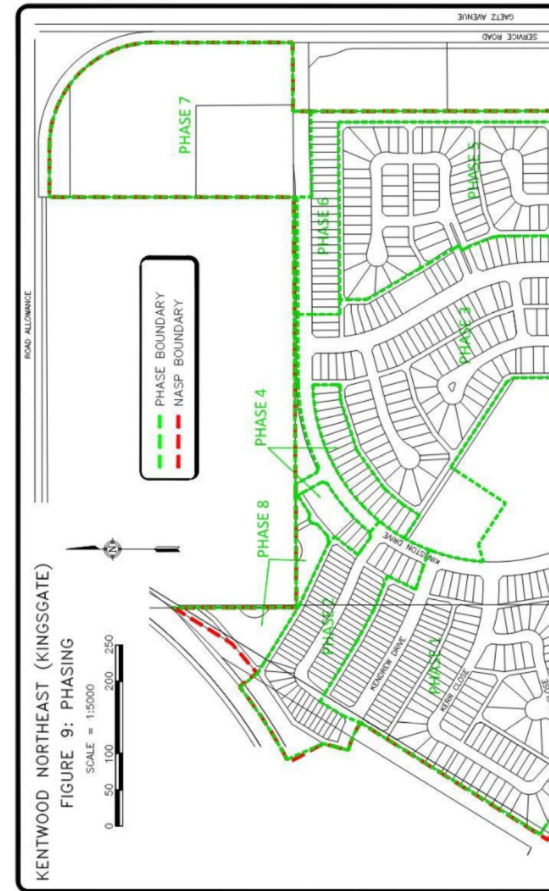 KENTWOOD NORTHEAST (KINGSGATE)
FIGURE 9: PHASING
SCALE = 1:5000
0 50 100 200 250
N
PHASE BOUNDARY
NASP BOUNDARY
ROAD ALLOWANCE
GAETZ AVENUE
SERVICE ROAD
PHASE 7
PHASE 6
PHASE 5
PHASE 4
PHASE 3
PHASE 8
PHASE 2
PHASE 1
KINGSTON DRIVE
KENDREW DRIVE
KERR CLOSE